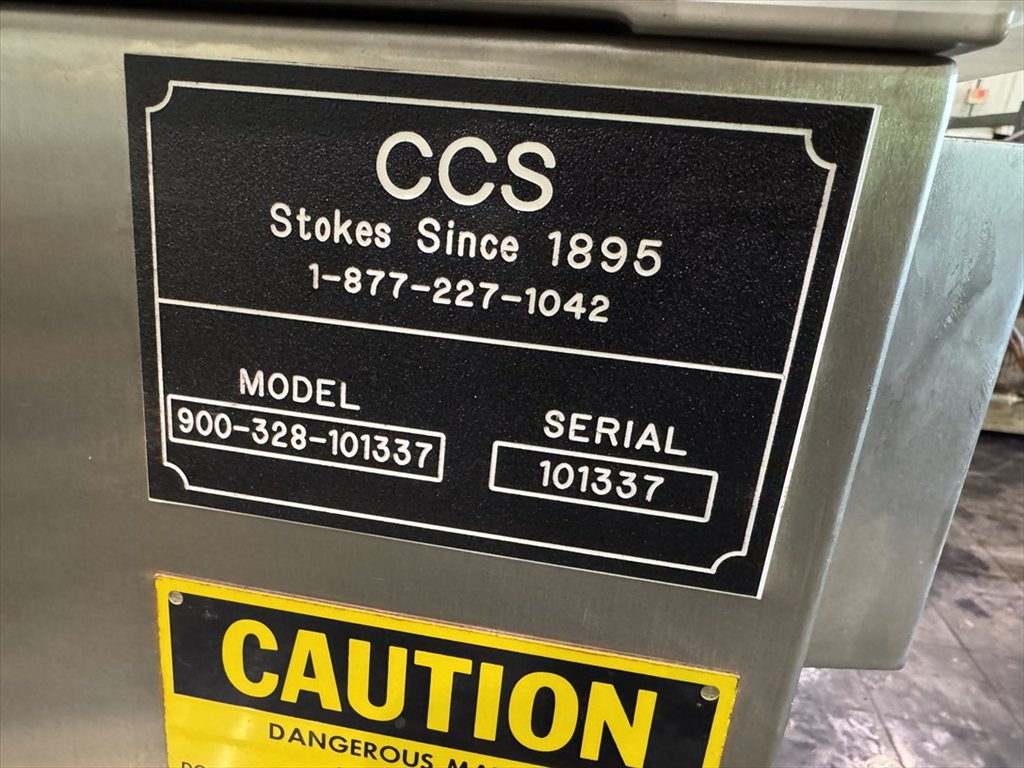 CCS
Stokes Since 1895
1-877-227-1042
MODEL
900-328-101337
SERIAL
101337
CAUTION
DANGEROUS